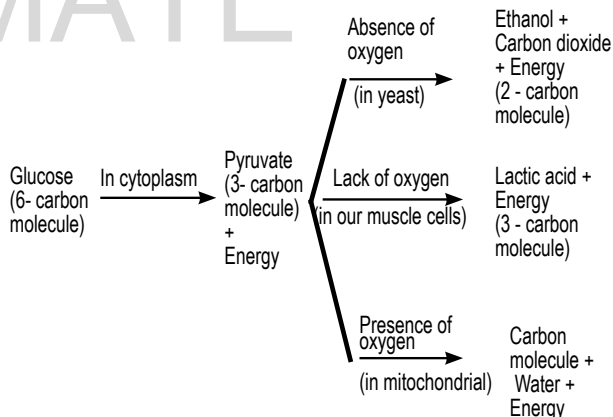 MATE
Glucose
(6- carbon
molecule)
In cytoplasm
Pyruvate
(3- carbon
molecule)
+
Energy
Absence of
oxygen
(in yeast)
Ethanol +
Carbon dioxide
+ Energy
(2 - carbon
molecule)
Lack of oxygen
(in our muscle cells)
Lactic acid +
Energy
(3 - carbon
molecule)
Presence of
oxygen
(in mitochondrial)
Carbon
molecule +
Water +
Energy